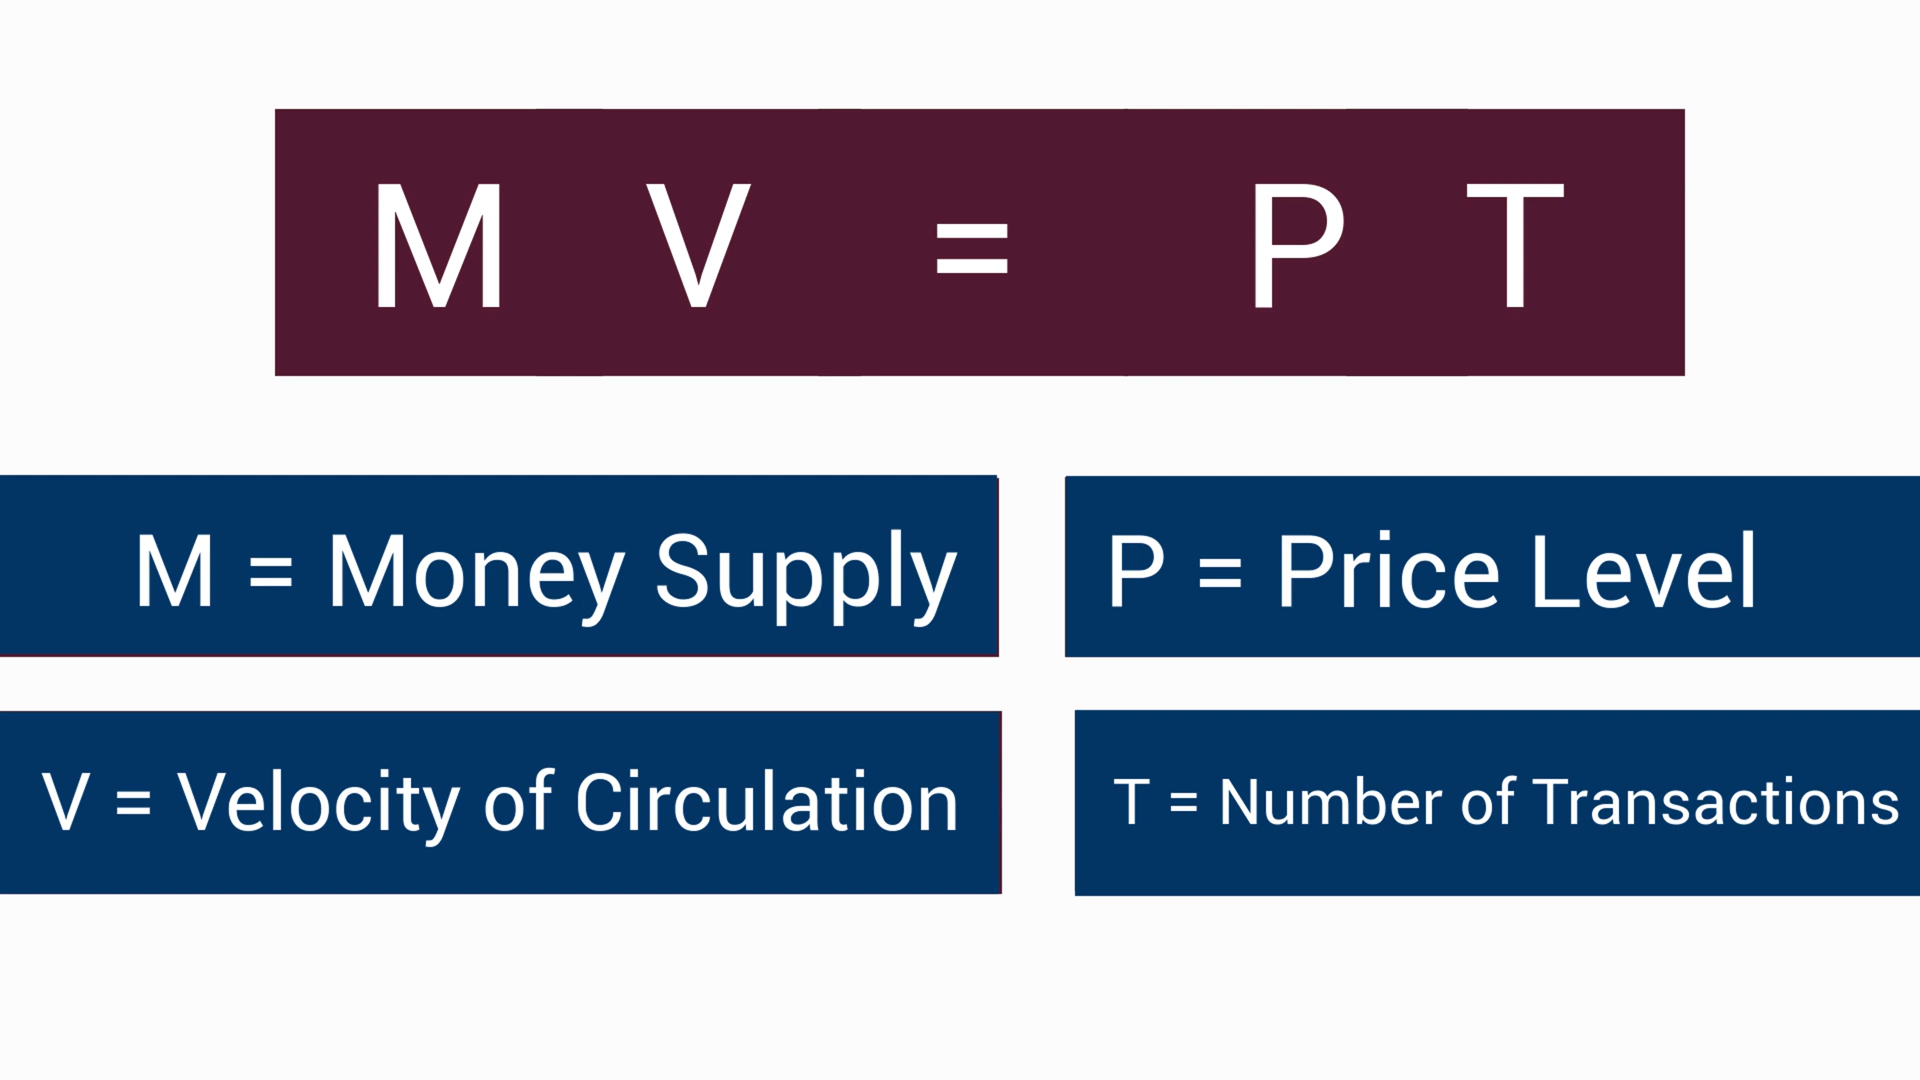 M V = P T
M = Money Supply
P = Price Level
V = Velocity of Circulation
T = Number of Transactions